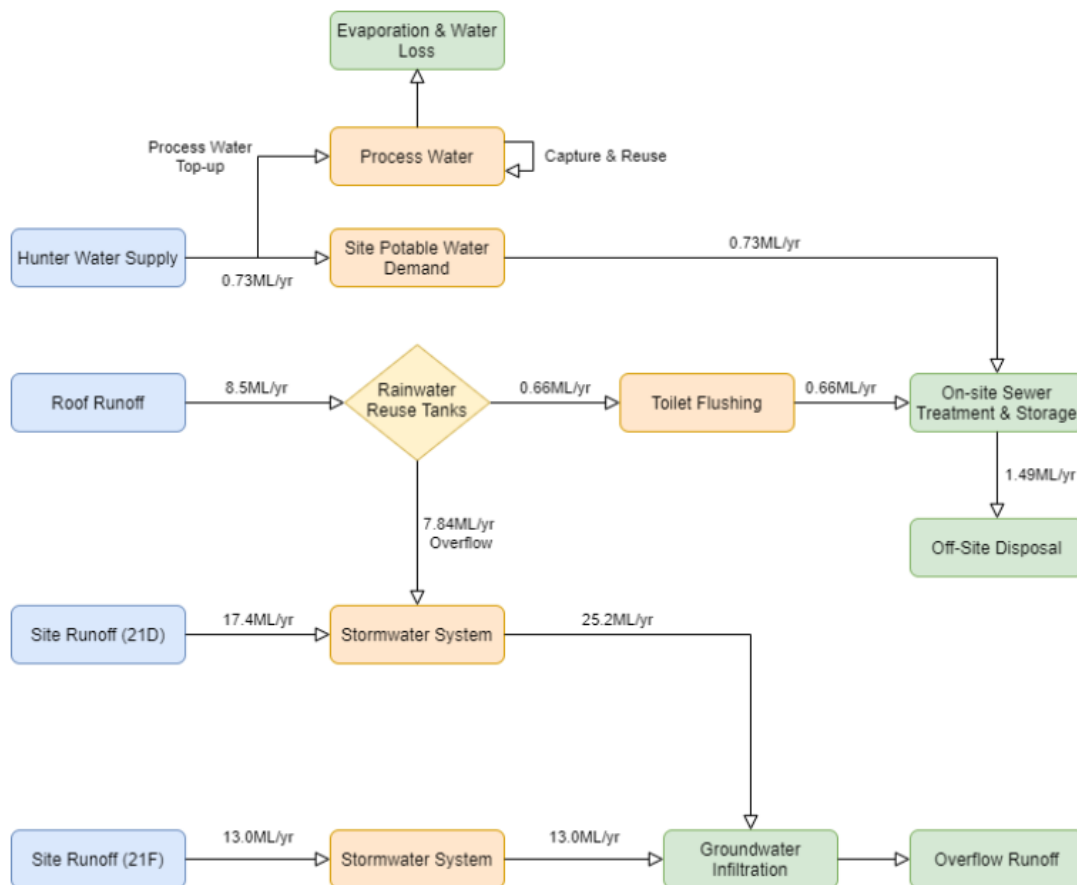 Evaporation & Water
Loss
Process Water
Top-up
Process Water
Capture & Reuse
Hunter Water Supply
0.73ML/yr
Site Potable Water
Demand
0.73ML/yr
Roof Runoff
8.5ML/yr
Rainwater
Reuse Tanks
0.66ML/yr
Toilet Flushing
0.66ML/yr
On-site Sewer
Treatment & Storage
1.49ML/yr
7.84ML/yr
Overflow
Off-Site Disposal
Site Runoff (21D)
17.4ML/yr
Stormwater System
25.2ML/yr
Site Runoff (21F)
13.0ML/yr
Stormwater System
13.0ML/yr
Groundwater
Infiltration
Overflow Runoff